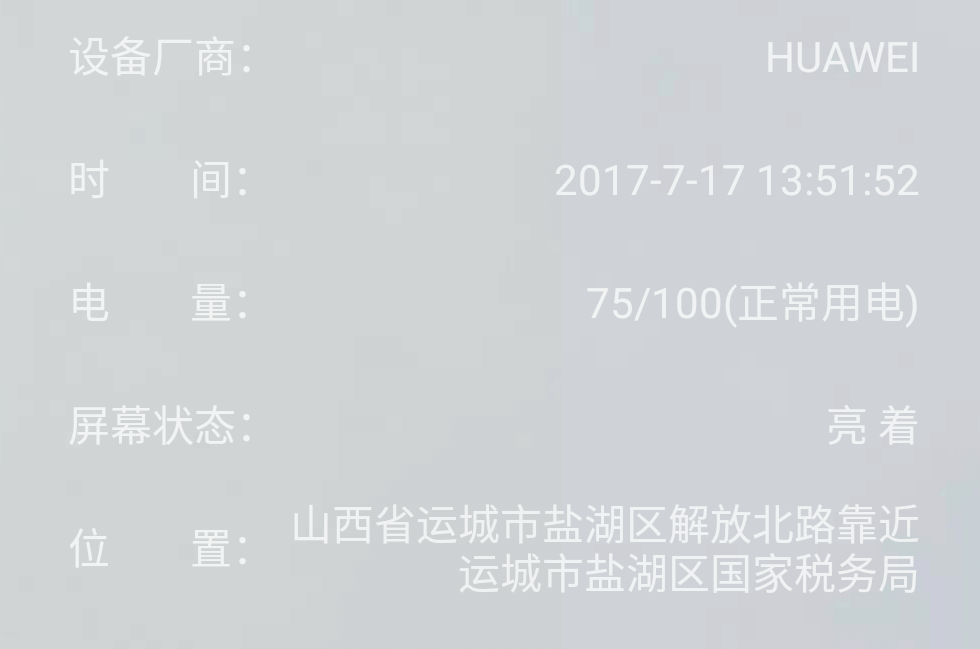 设备厂商： HUAWEI
时 间： 2017-7-17 13:51:52
电 量： 75/100(正常用电)
屏幕状态： 亮 着
位 置： 山西省运城市盐湖区解放北路靠近
运城市盐湖区国家税务局